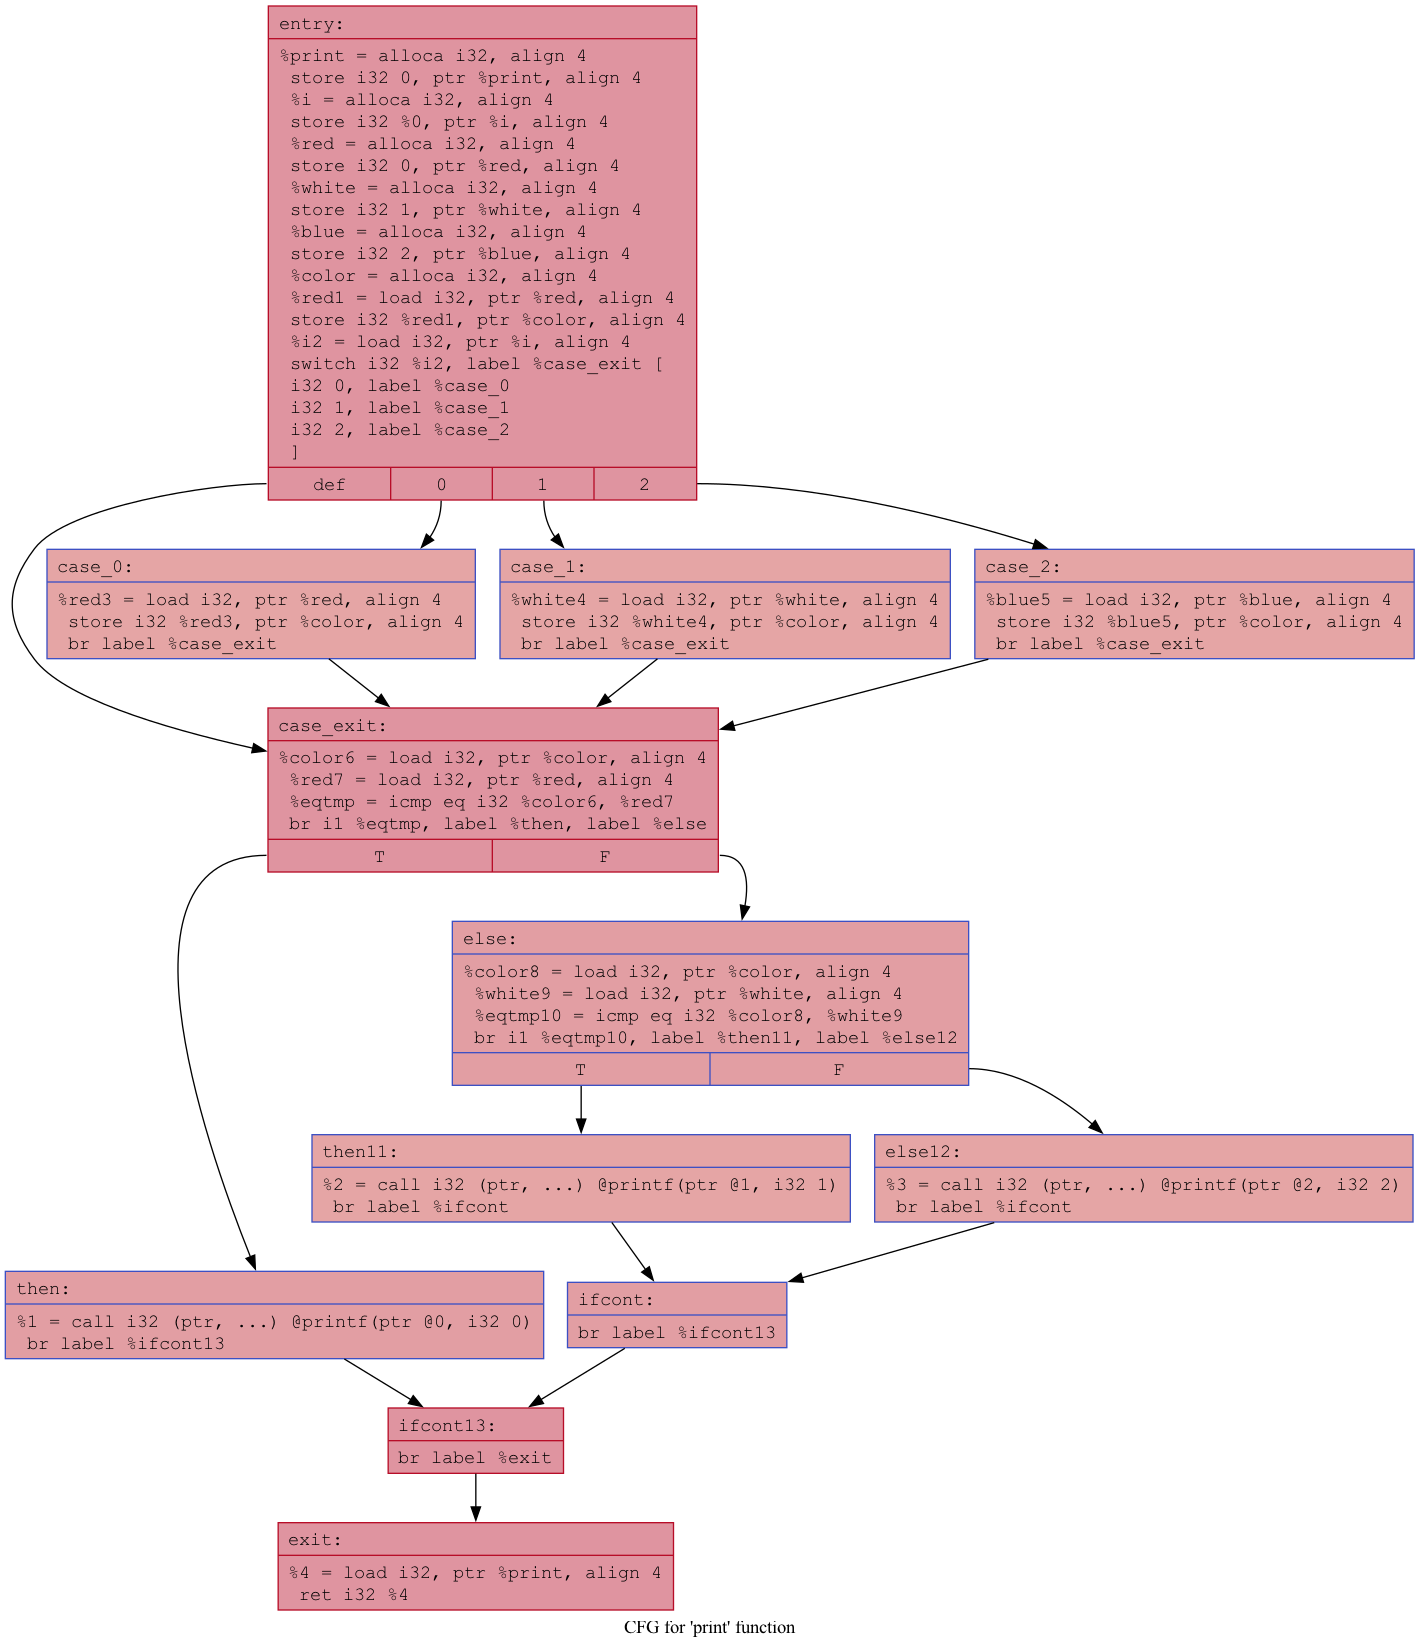 entry:
%print = alloca i32, align 4
store i32 0, ptr %print, align 4
%i = alloca i32, align 4
store i32 %0, ptr %i, align 4
%red = alloca i32, align 4
store i32 0, ptr %red, align 4
%white = alloca i32, align 4
store i32 1, ptr %white, align 4
%blue = alloca i32, align 4
store i32 2, ptr %blue, align 4
%color = alloca i32, align 4
%red1 = load i32, ptr %red, align 4
store i32 %red1, ptr %color, align 4
%i2 = load i32, ptr %i, align 4
switch i32 %i2, label %case_exit [
i32 0, label %case_0
i32 1, label %case_1
i32 2, label %case_2
]
def 0 1 2
case_0:
%red3 = load i32, ptr %red, align 4
store i32 %red3, ptr %color, align 4
br label %case_exit
case_1:
%white4 = load i32, ptr %white, align 4
store i32 %white4, ptr %color, align 4
br label %case_exit
case_2:
%blue5 = load i32, ptr %blue, align 4
store i32 %blue5, ptr %color, align 4
br label %case_exit
case_exit:
%color6 = load i32, ptr %color, align 4
%red7 = load i32, ptr %red, align 4
%eqtmp = icmp eq i32 %color6, %red7
br i1 %eqtmp, label %then, label %else
T F
else:
%color8 = load i32, ptr %color, align 4
%white9 = load i32, ptr %white, align 4
%eqtmp10 = icmp eq i32 %color8, %white9
br i1 %eqtmp10, label %then11, label %else12
T F
then11:
%2 = call i32 (ptr, ...) @printf(ptr @1, i32 1)
br label %ifcont
else12:
%3 = call i32 (ptr, ...) @printf(ptr @2, i32 2)
br label %ifcont
then:
%1 = call i32 (ptr, ...) @printf(ptr @0, i32 0)
br label %ifcont13
ifcont:
br label %ifcont13
ifcont13:
br label %exit
exit:
%4 = load i32, ptr %print, align 4
ret i32 %4
CFG for 'print' function